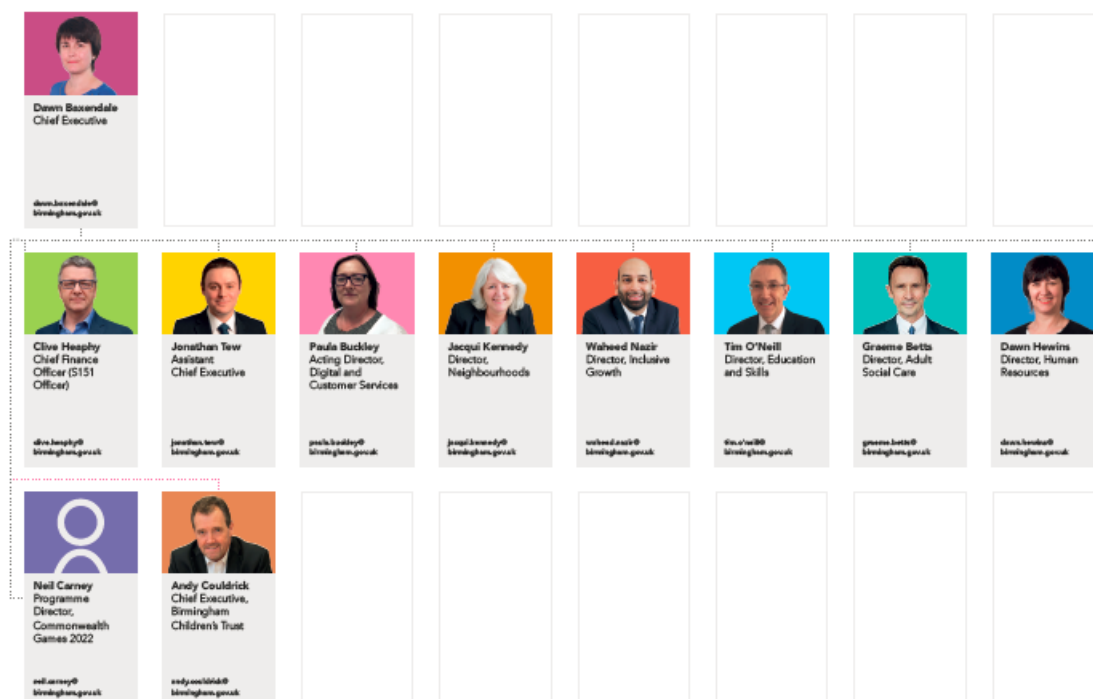 Dawn Baxendale
Chief Executive
dawn.baxendale@
birmingham.gov.uk
Clive Heaphy
Chief Finance
Officer (S151
Officer)
clive.heaphy@
birmingham.gov.uk
Jonathan Tew
Assistant
Chief Executive
jonathan.tew@
birmingham.gov.uk
Paula Buckley
Acting Director,
Digital and
Customer Services
paula.buckley@
birmingham.gov.uk
Jacqui Kennedy
Director,
Neighbourhoods
jacqui.kennedy@
birmingham.gov.uk
Waheed Nazir
Director, Inclusive
Growth
waheed.nazir@
birmingham.gov.uk
Tim O'Neill
Director, Education
and Skills
tim.o'neill@
birmingham.gov.uk
Graeme Betts
Director, Adult
Social Care
graeme.betts@
birmingham.gov.uk
Dawn Hewins
Director, Human
Resources
dawn.hewins@
birmingham.gov.uk
Neil Carney
Programme
Director,
Commonwealth
Games 2022
neil.carney@
birmingham.gov.uk
Andy Couldrick
Chief Executive,
Birmingham
Children's Trust
andy.couldrick@
birmingham.gov.uk